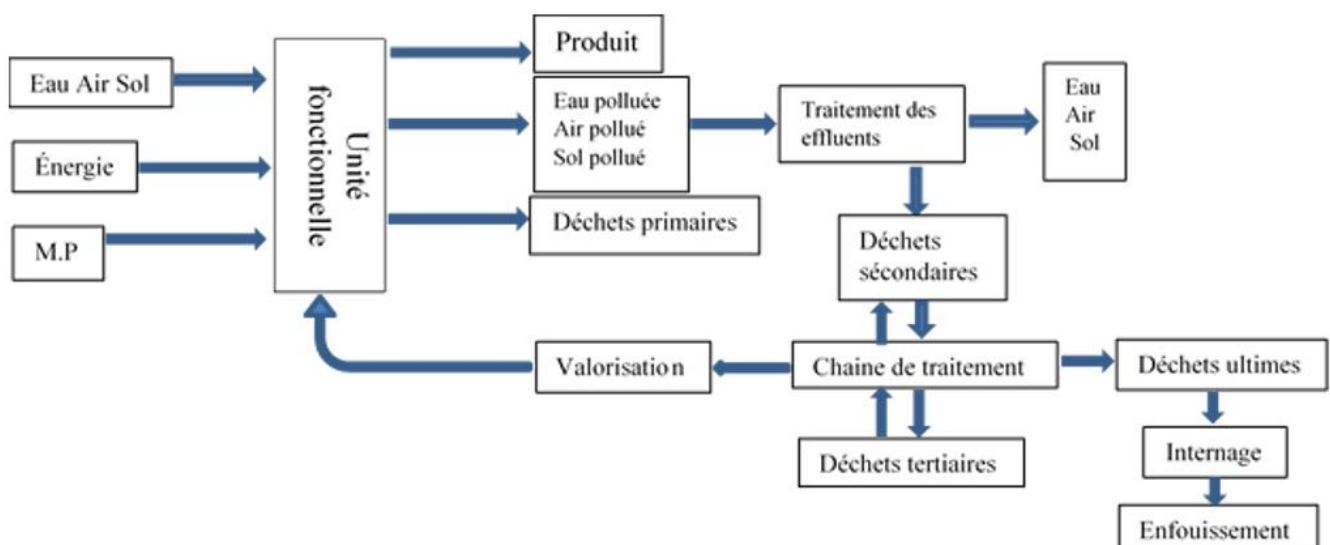 Eau Air Sol
Énergie
M.P
Unité
fonctionnelle
Produit
Eau polluée
Air pollué
Sol pollué
Déchets primaires
Traitement des
effluents
Eau
Air
Sol
Déchets
sécondaires
Valorisation
Chaine de traitement
Déchets ultimes
Déchets tertiaires
Internage
Enfouissement